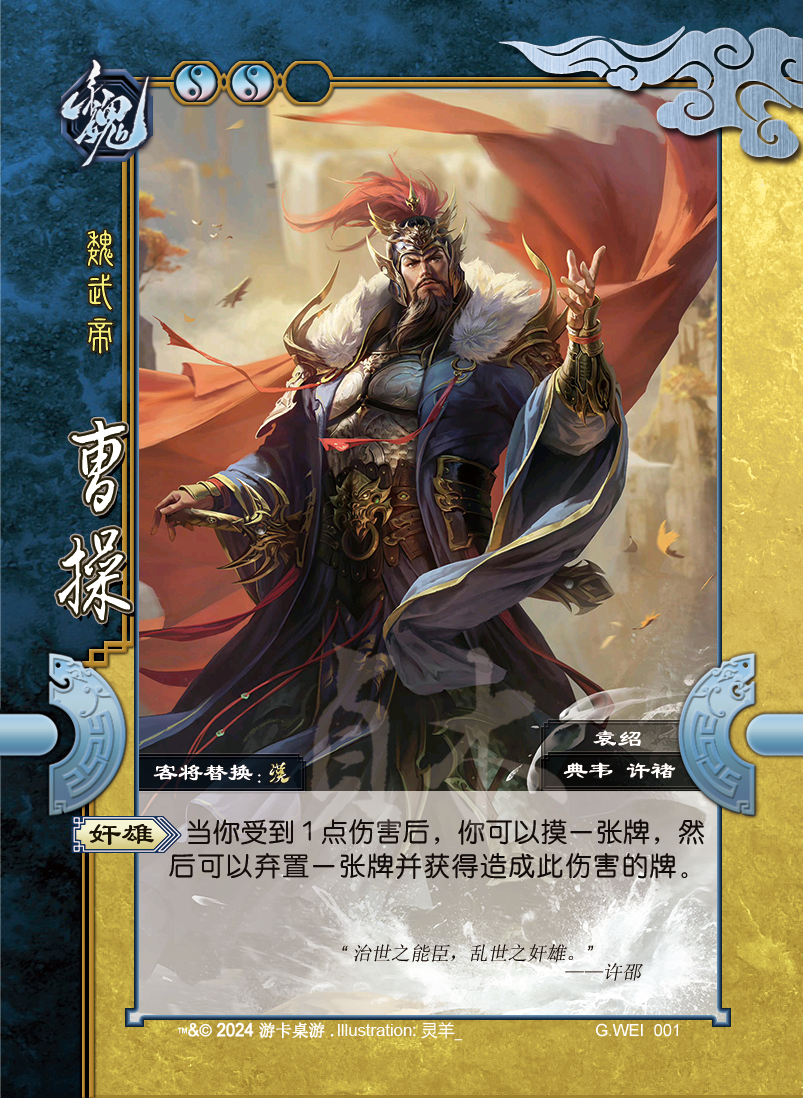 魏
魏武帝
曹操
袁绍
典韦 许褚
客将替换：汉
奸雄
当你受到1点伤害后，你可以摸一张牌，然
后可以弃置一张牌并获得造成此伤害的牌。
“治世之能臣，乱世之奸雄。”
——许邵
™&© 2024 游卡桌游 . Illustration: 灵羊_
G.WEI 001